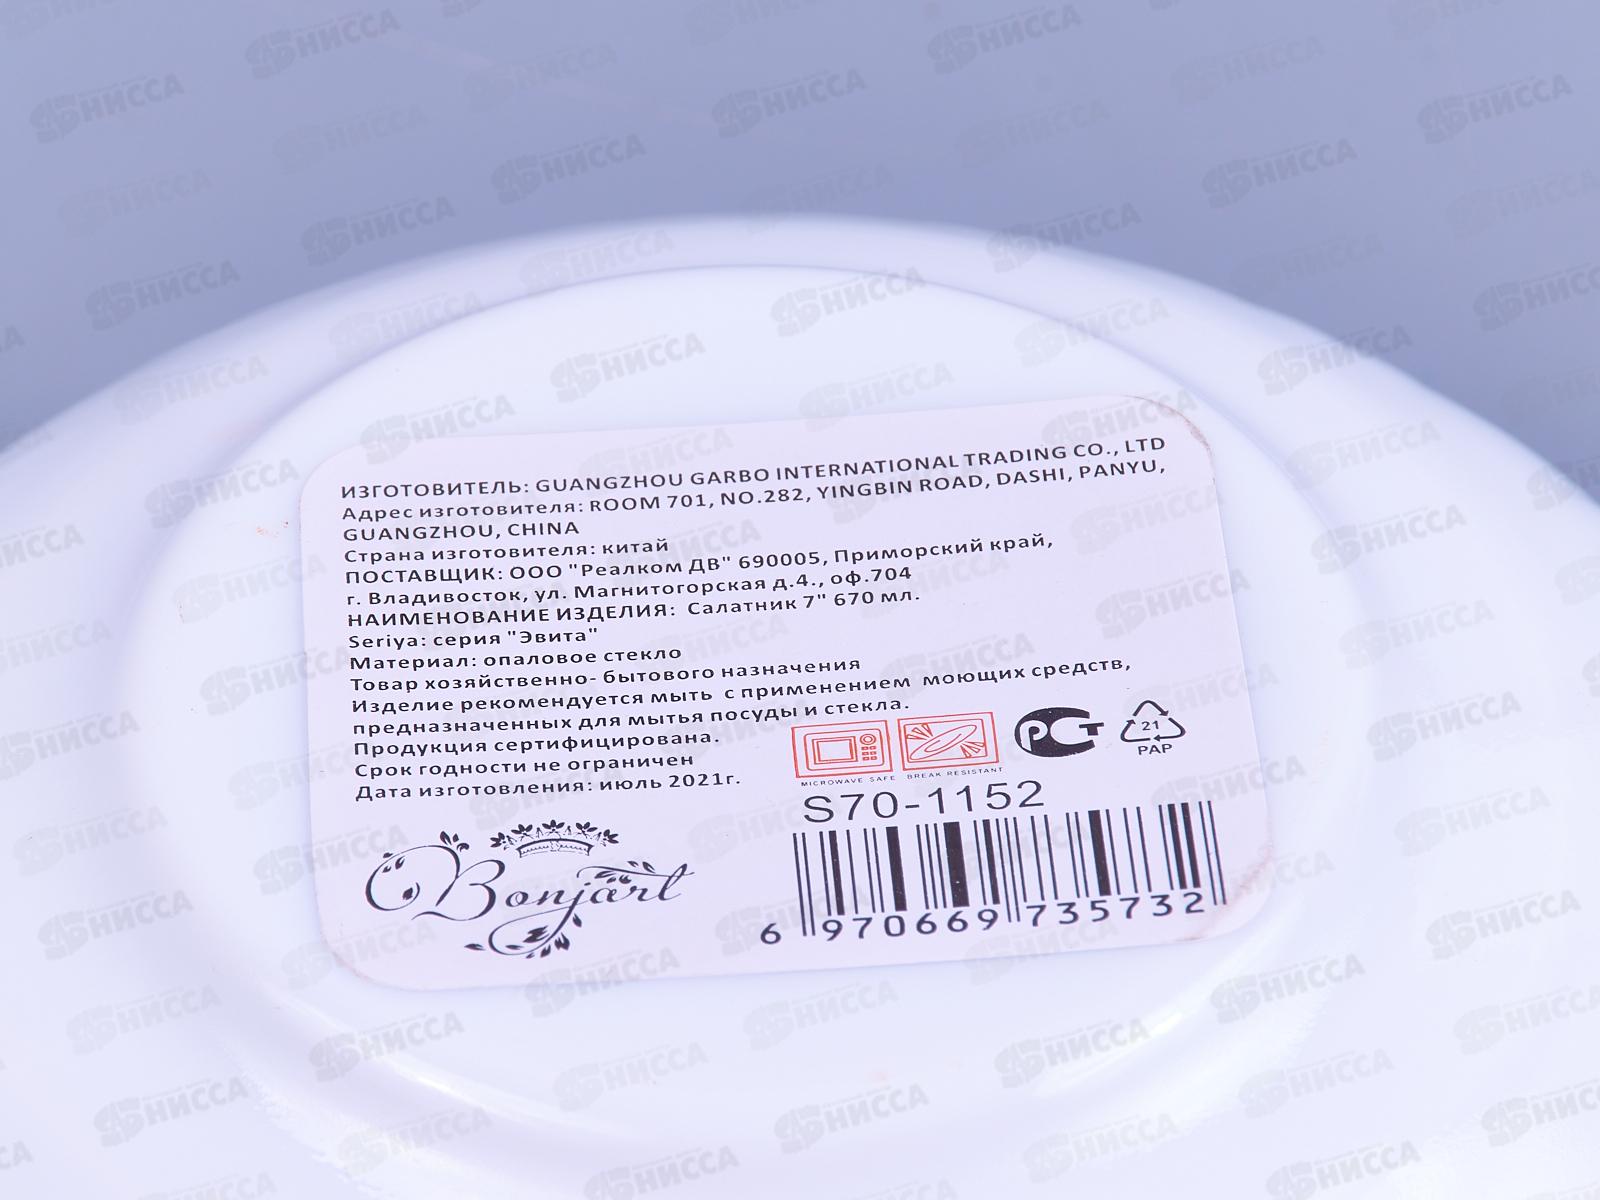 ИЗГОТОВИТЕЛЬ: GUANGZHOU GARBO INTERNATIONAL TRADING CO., LTD
Адрес изготовителя: ROOM 701, NO.282, YINGBIN ROAD, DASHI, PANYU,
GUANGZHOU, CHINA
Страна изготовителя: китай
ПОСТАВЩИК: ООО "Реалком ДВ" 690005, Приморский край,
г. Владивосток, ул. Магнитогорская д.4., оф.704
НАИМЕНОВАНИЕ ИЗДЕЛИЯ: Салатник 7" 670 мл.
Seriya: серия "Эвита"
Материал: опаловое стекло
Товар хозяйственно- бытового назначения
Изделие рекомендуется мыть с применением моющих средств,
предназначенных для мытья посуды и стекла.
Продукция сертифицирована.
Срок годности не ограничен
Дата изготовления: июль 2021г.
MICROWAVE SAFE BREAK RESISTANT
РСТ
21
PAP
S70-1152
Bonjart
6 970669 735732
НИССА